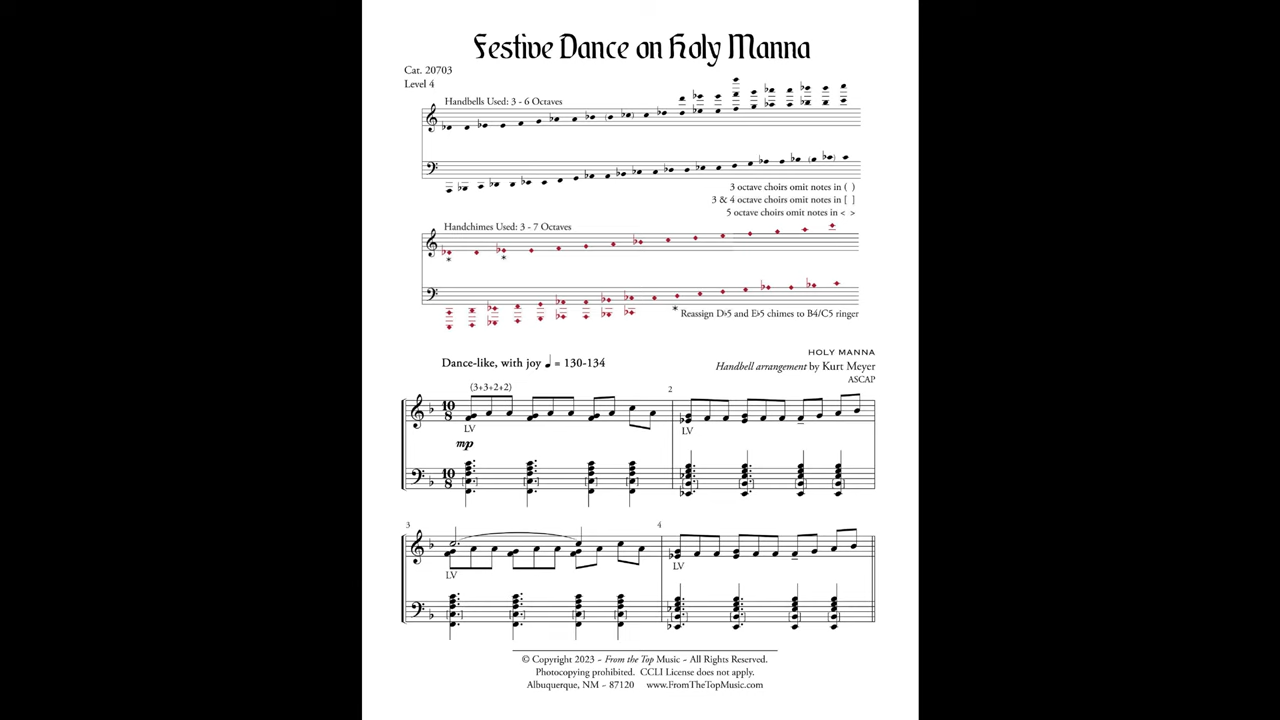 Festive Dance on Holy Manna
Cat. 20703
Level 4
Handbells Used: 3 - 6 Octaves
3 octave choirs omit notes in ( )
3 & 4 octave choirs omit notes in [ ]
5 octave choirs omit notes in < >
Handchimes Used: 3 - 7 Octaves
* *
* Reassign D♭5 and E♭5 chimes to B4/C5 ringer
HOLY MANNA
Dance-like, with joy ♩ = 130-134
Handbell arrangement by Kurt Meyer
ASCAP
(3+3+2+2)
2
10
8
LV
LV
mp
10
8
3
4
LV
LV
© Copyright 2023 ~ From the Top Music ~ All Rights Reserved.
Photocopying prohibited. CCLI License does not apply.
Albuquerque, NM ~ 87120 www.FromTheTopMusic.com